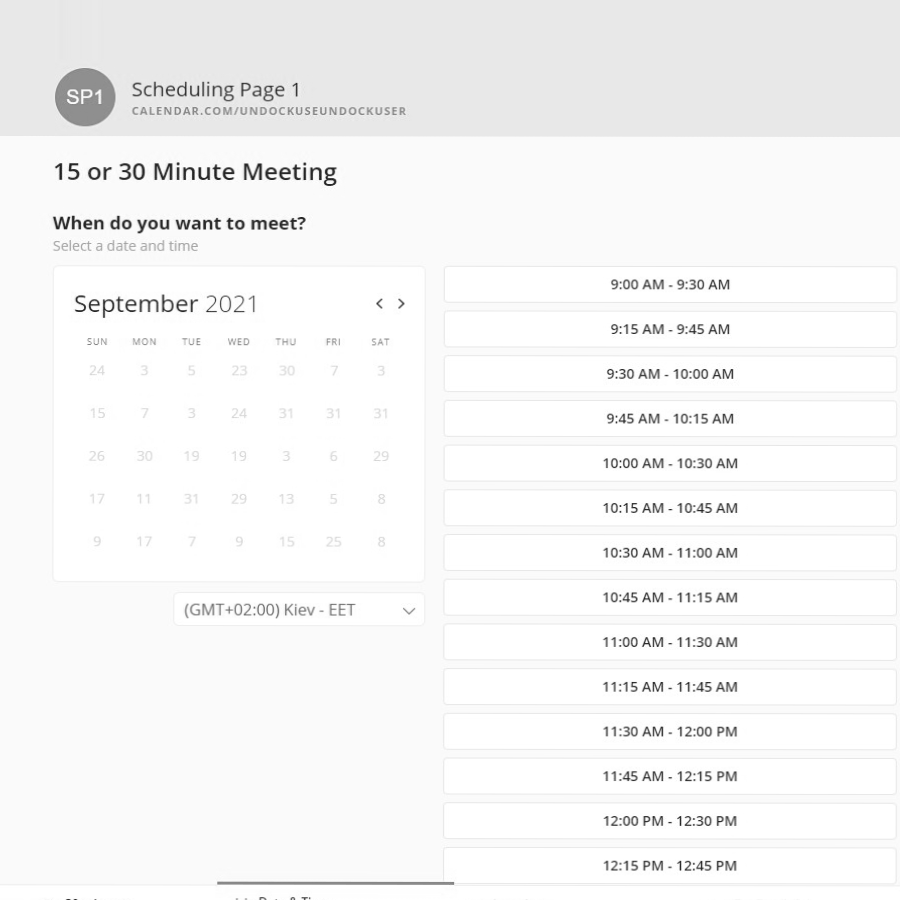 SP1
Scheduling Page 1
CALENDAR.COM/UNDOCKUSEUNDOCKUSER
15 or 30 Minute Meeting
When do you want to meet?
Select a date and time
September 2021
< >
SUN MON TUE WED THU FRI SAT
24 3 5 23 30 7 3
15 7 3 24 31 31 31
26 30 19 19 3 6 29
17 11 31 29 13 5 8
9 17 7 9 15 25 8
(GMT+02:00) Kiev - EET
9:00 AM - 9:30 AM
9:15 AM - 9:45 AM
9:30 AM - 10:00 AM
9:45 AM - 10:15 AM
10:00 AM - 10:30 AM
10:15 AM - 10:45 AM
10:30 AM - 11:00 AM
10:45 AM - 11:15 AM
11:00 AM - 11:30 AM
11:15 AM - 11:45 AM
11:30 AM - 12:00 PM
11:45 AM - 12:15 PM
12:00 PM - 12:30 PM
12:15 PM - 12:45 PM